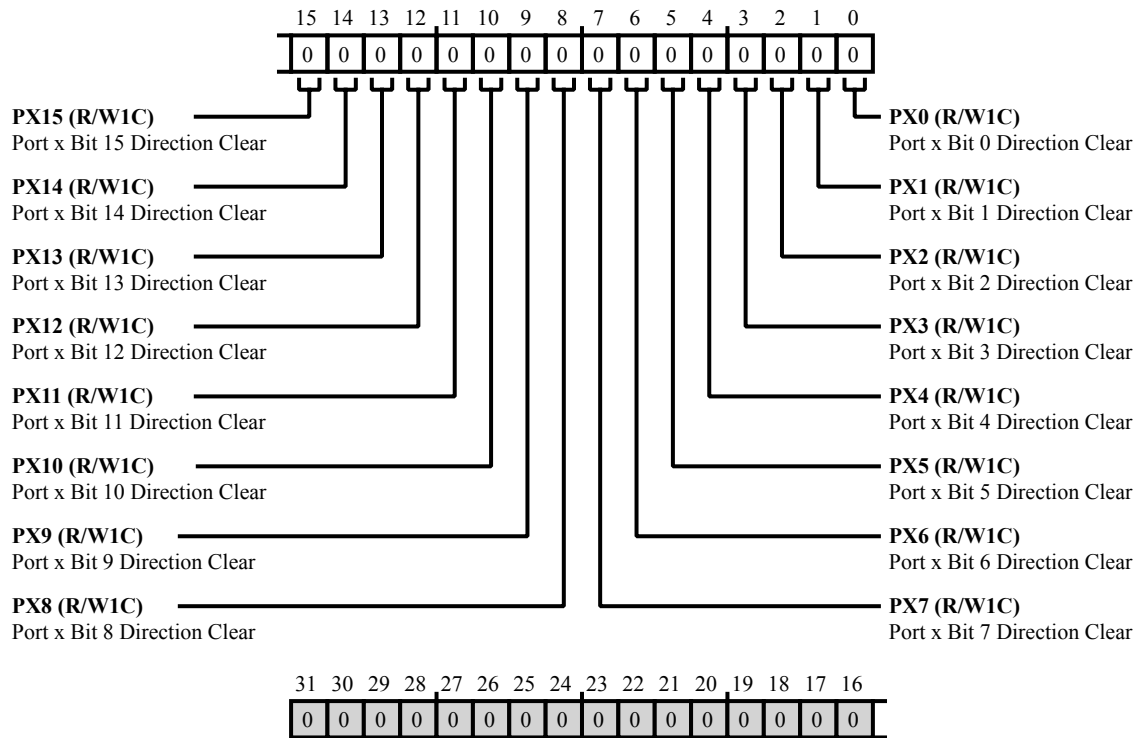 15 14 13 12 11 10 9 8 7 6 5 4 3 2 1 0
0 0 0 0 0 0 0 0 0 0 0 0 0 0 0 0
PX15 (R/W1C)
Port x Bit 15 Direction Clear
PX14 (R/W1C)
Port x Bit 14 Direction Clear
PX13 (R/W1C)
Port x Bit 13 Direction Clear
PX12 (R/W1C)
Port x Bit 12 Direction Clear
PX11 (R/W1C)
Port x Bit 11 Direction Clear
PX10 (R/W1C)
Port x Bit 10 Direction Clear
PX9 (R/W1C)
Port x Bit 9 Direction Clear
PX8 (R/W1C)
Port x Bit 8 Direction Clear
PX0 (R/W1C)
Port x Bit 0 Direction Clear
PX1 (R/W1C)
Port x Bit 1 Direction Clear
PX2 (R/W1C)
Port x Bit 2 Direction Clear
PX3 (R/W1C)
Port x Bit 3 Direction Clear
PX4 (R/W1C)
Port x Bit 4 Direction Clear
PX5 (R/W1C)
Port x Bit 5 Direction Clear
PX6 (R/W1C)
Port x Bit 6 Direction Clear
PX7 (R/W1C)
Port x Bit 7 Direction Clear
31 30 29 28 27 26 25 24 23 22 21 20 19 18 17 16
0 0 0 0 0 0 0 0 0 0 0 0 0 0 0 0